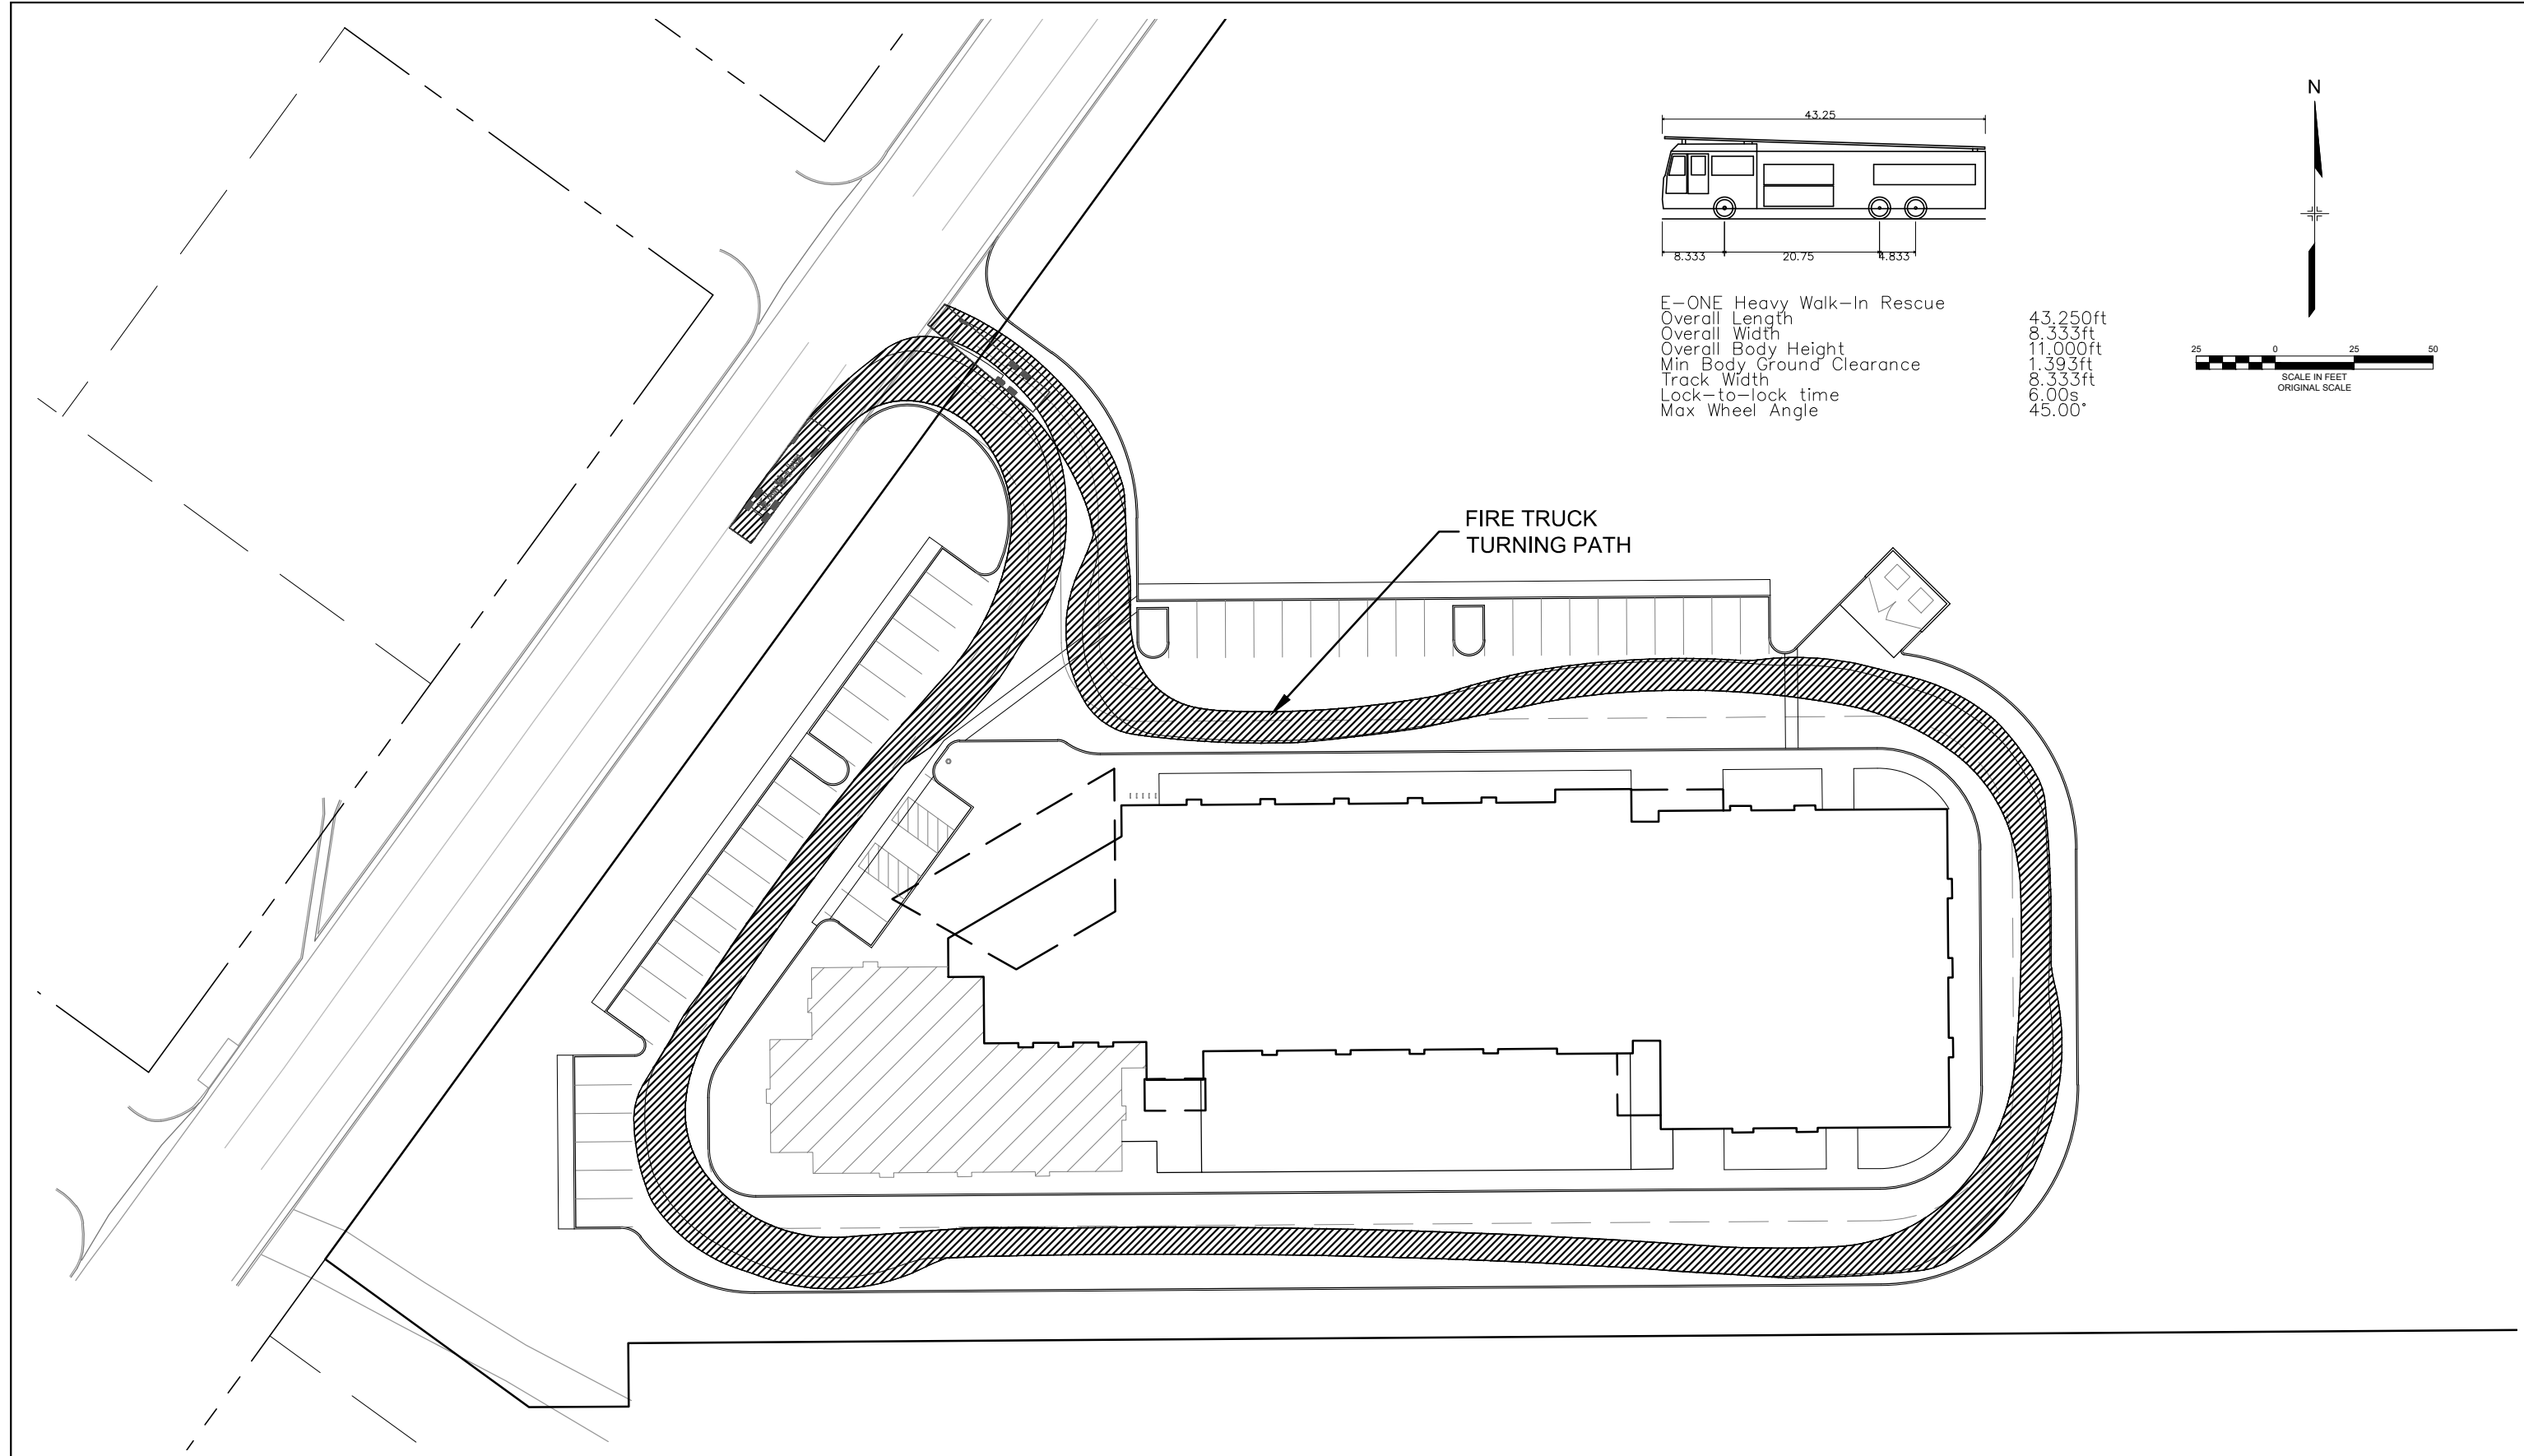 43.25
8.333
20.75
4.833
E-ONE Heavy Walk-In Rescue
Overall Length 43.250ft
Overall Width 8.333ft
Overall Body Height 11.000ft
Min Body Ground Clearance 1.393ft
Track Width 8.333ft
Lock-to-lock time 6.00s
Max Wheel Angle 45.00°
N
25 0 25 50
SCALE IN FEET
ORIGINAL SCALE
FIRE TRUCK
TURNING PATH